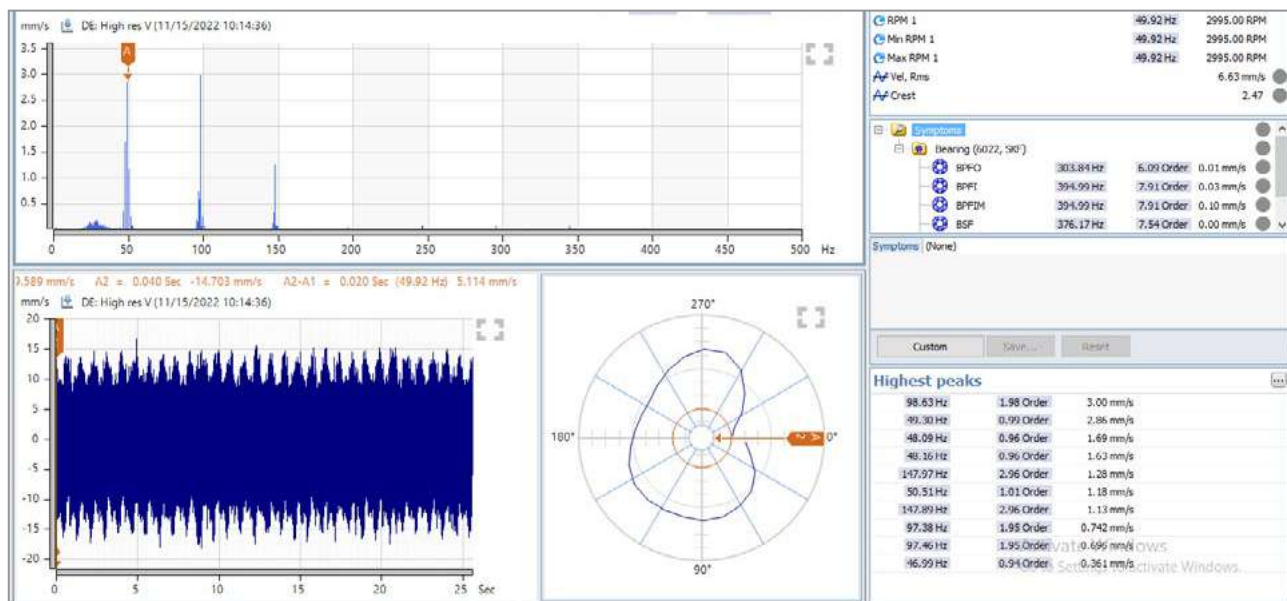 mm/s DE: High res V (11/15/2022 10:14:36)
3.5
3.0
2.5
2.0
1.5
1.0
0.5
A
0 50 100 150 200 250 300 350 400 450 500 Hz
RPM 1 49.92 Hz 2995.00 RPM
Min RPM 1 49.92 Hz 2995.00 RPM
Max RPM 1 49.92 Hz 2995.00 RPM
Vel, Rms 6.63 mm/s
Crest 2.47
Symptoms
Bearing (6022, SKF)
BPFO 303.84 Hz 6.09 Order 0.01 mm/s
BPFI 394.99 Hz 7.91 Order 0.03 mm/s
BPFIM 394.99 Hz 7.91 Order 0.10 mm/s
BSF 376.17 Hz 7.54 Order 0.00 mm/s
Symptoms (None)
Custom Save... Reset
.589 mm/s A2 = 0.040 Sec -14.703 mm/s A2-A1 = 0.020 Sec (49.92 Hz) 5.114 mm/s
mm/s DE: High res V (11/15/2022 10:14:36)
20
15
10
5
0
-5
-10
-15
-20
0 5 10 15 20 25 Sec
270°
180°
0°
90°
Highest peaks
98.63 Hz 1.98 Order 3.00 mm/s
49.30 Hz 0.99 Order 2.86 mm/s
48.09 Hz 0.96 Order 1.69 mm/s
48.16 Hz 0.96 Order 1.63 mm/s
147.97 Hz 2.96 Order 1.28 mm/s
50.51 Hz 1.01 Order 1.18 mm/s
147.89 Hz 2.96 Order 1.13 mm/s
97.38 Hz 1.95 Order 0.742 mm/s
97.46 Hz 1.95 Order 0.696 mm/s
46.99 Hz 0.94 Order 0.361 mm/s